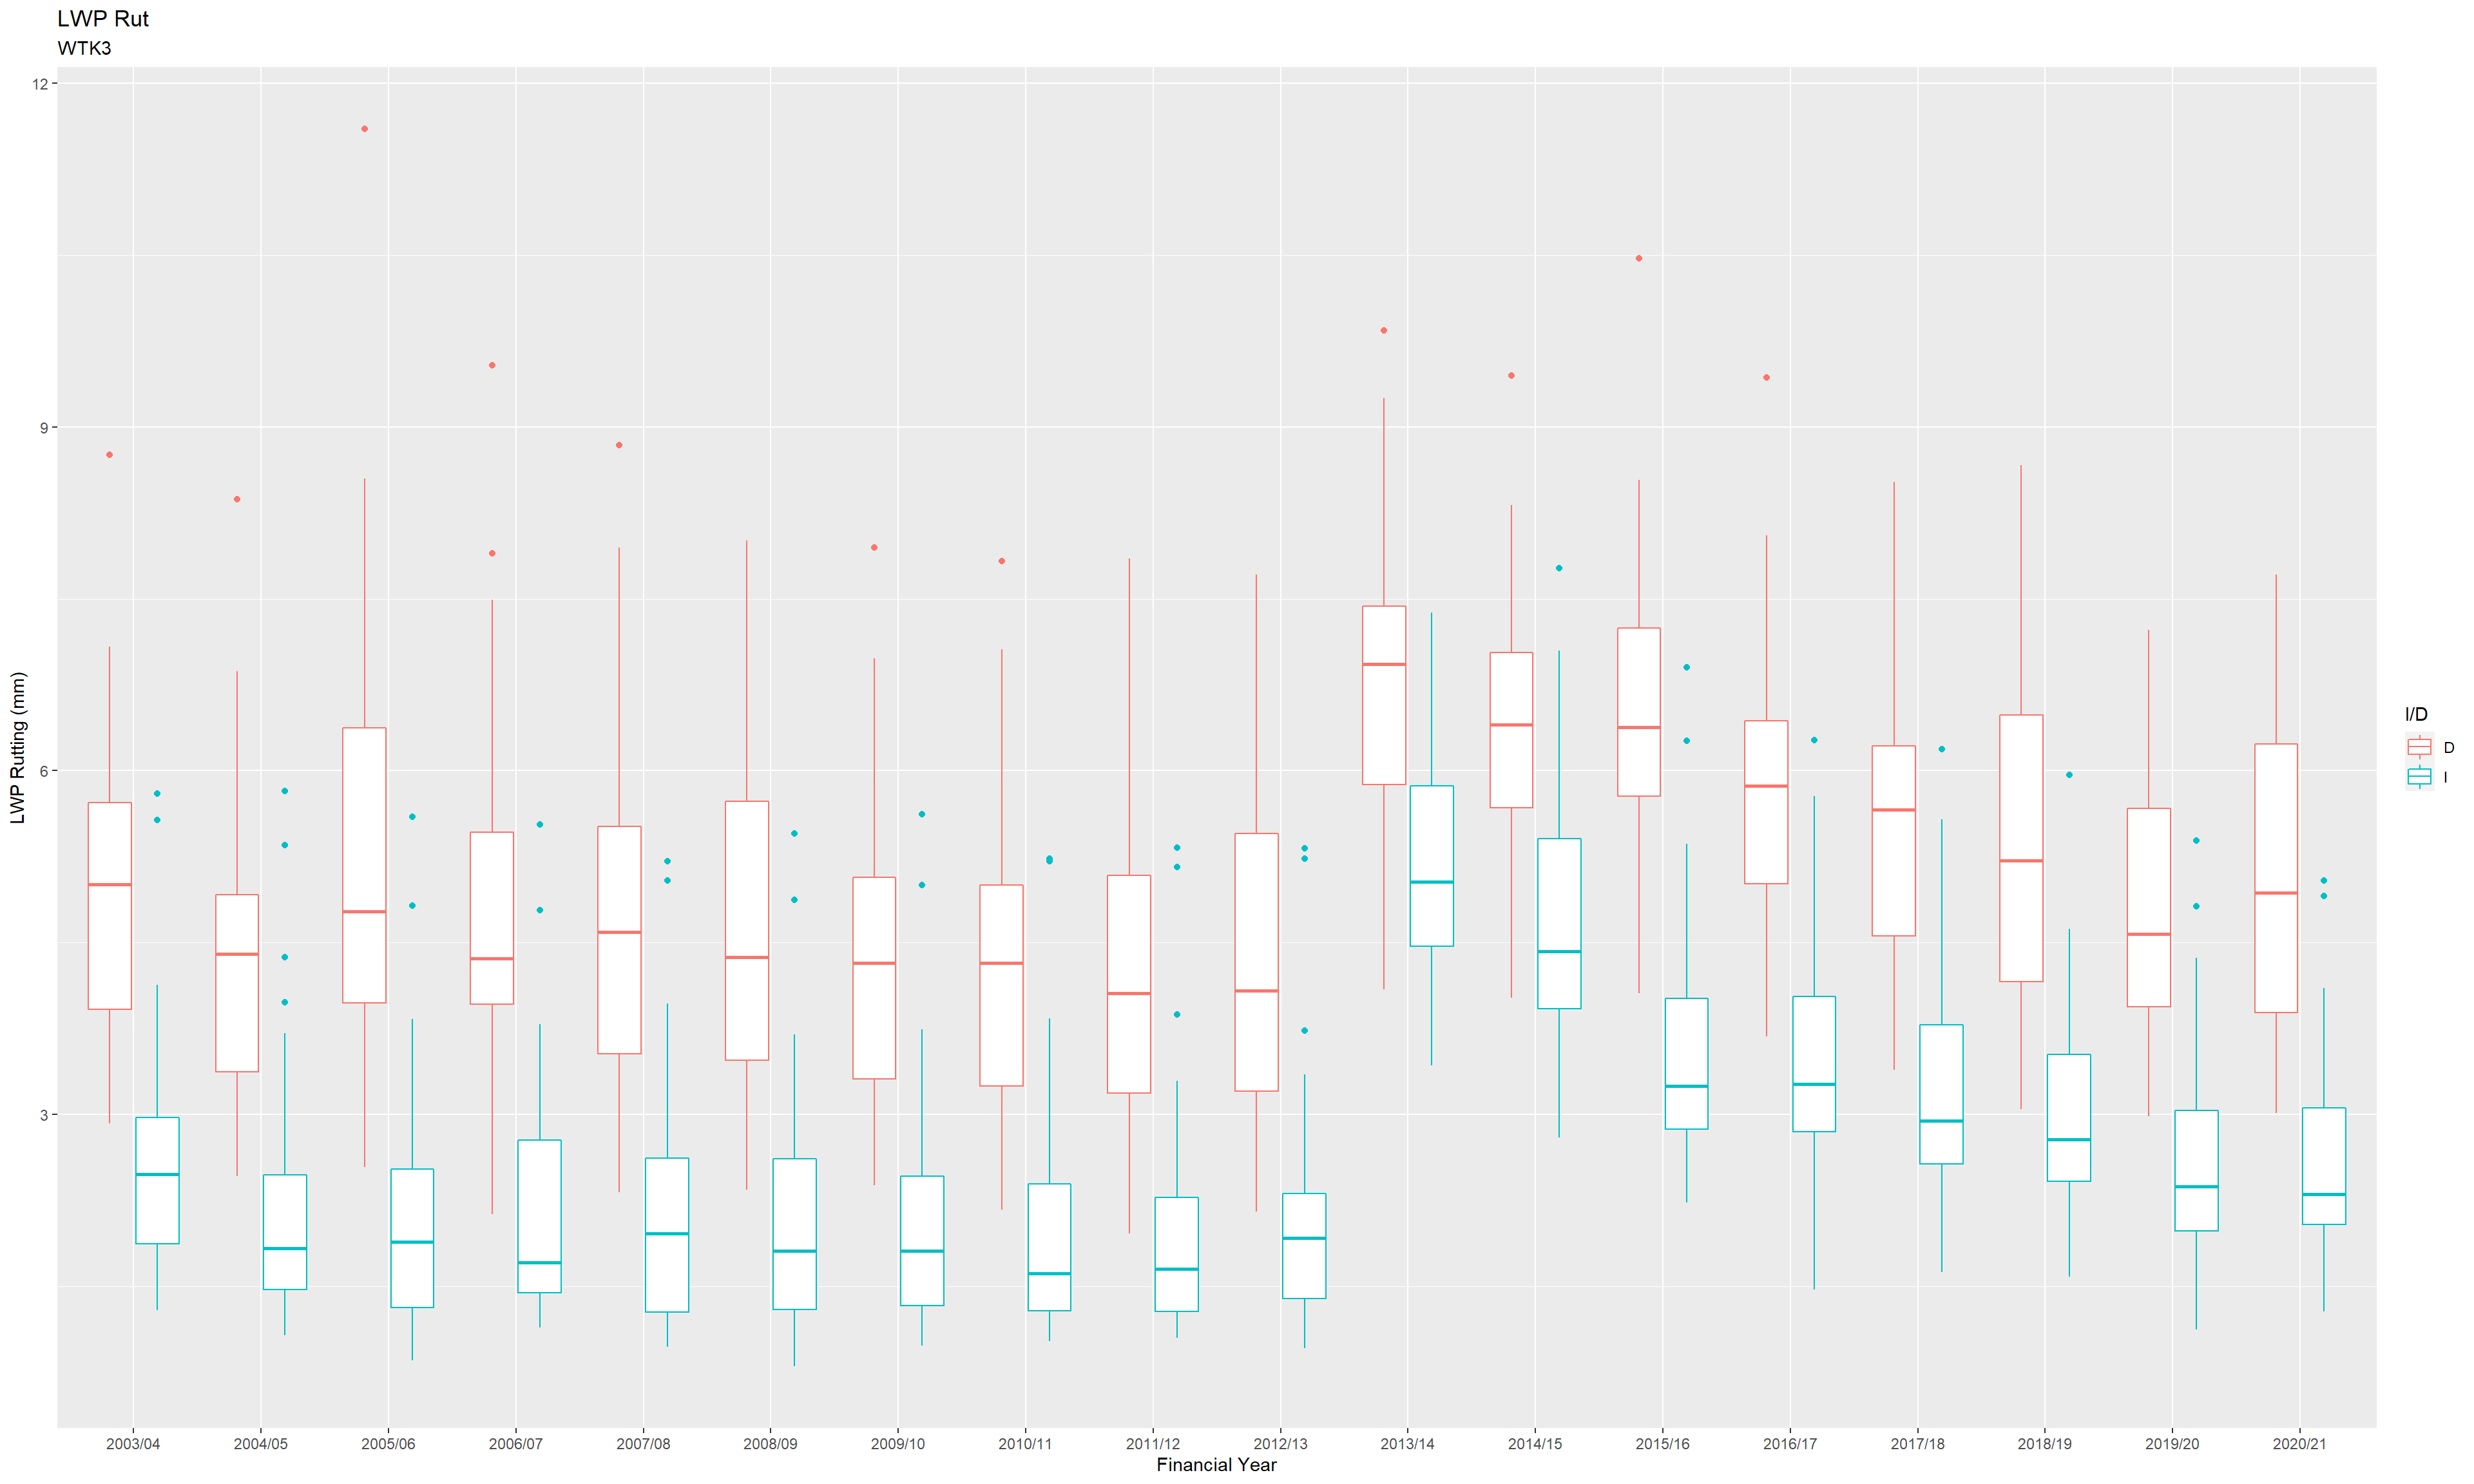 LWP Rut
WTK3
12
9
6
3
LWP Rutting (mm)
2003/04 2004/05 2005/06 2006/07 2007/08 2008/09 2009/10 2010/11 2011/12 2012/13 2013/14 2014/15 2015/16 2016/17 2017/18 2018/19 2019/20 2020/21
Financial Year
I/D
D
I